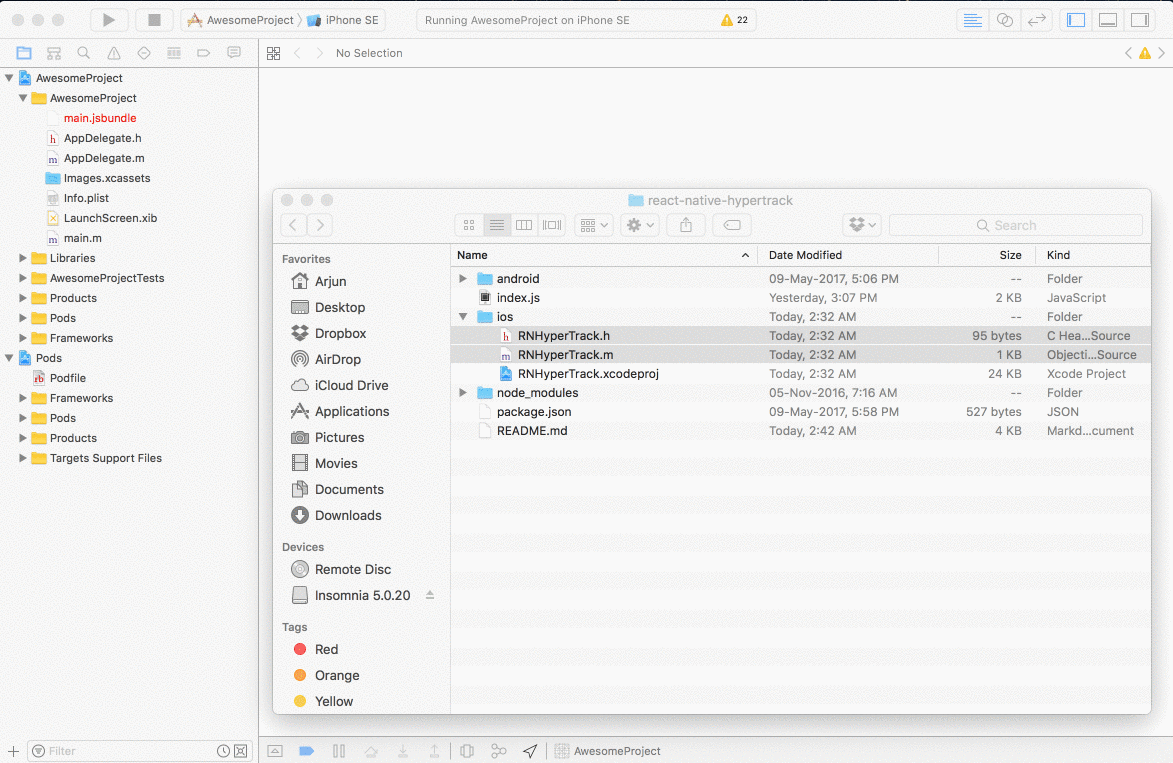 AwesomeProject iPhone SE Running AwesomeProject on iPhone SE 22
No Selection
AwesomeProject
AwesomeProject
main.jsbundle
h AppDelegate.h
m AppDelegate.m
Images.xcassets
Info.plist
LaunchScreen.xib
m main.m
Libraries
AwesomeProjectTests
Products
Pods
Frameworks
Pods
rb Podfile
Frameworks
Pods
Products
Targets Support Files
Filter
react-native-hypertrack
Search
Favorites
Arjun
Desktop
Dropbox
AirDrop
iCloud Drive
Applications
Pictures
Movies
Documents
Downloads
Devices
Remote Disc
Insomnia 5.0.20
Tags
Red
Orange
Yellow
Name Date Modified Size Kind
android 09-May-2017, 5:06 PM -- Folder
index.js Yesterday, 3:07 PM 2 KB JavaScript
ios Today, 2:32 AM -- Folder
h RNHyperTrack.h Today, 2:32 AM 95 bytes C Hea...Source
m RNHyperTrack.m Today, 2:32 AM 1 KB Objecti...Source
RNHyperTrack.xcodeproj Today, 2:32 AM 24 KB Xcode Project
node_modules 05-Nov-2016, 7:16 AM -- Folder
package.json 09-May-2017, 5:58 PM 527 bytes JSON
README.md Today, 2:42 AM 4 KB Markd...cument
AwesomeProject